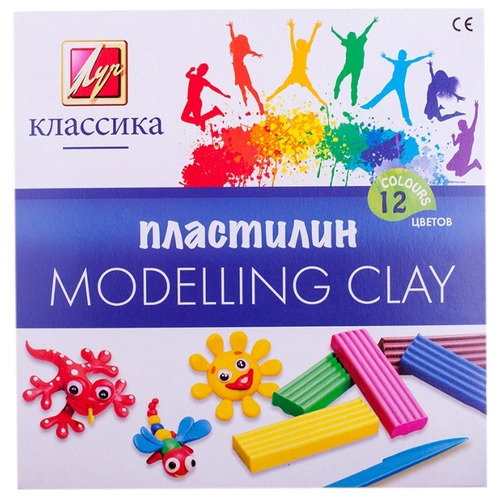 Луч
КЛАССИКА
CE
COLOURS
12
ЦВЕТОВ
ПЛАСТИЛИН
MODELLING CLAY